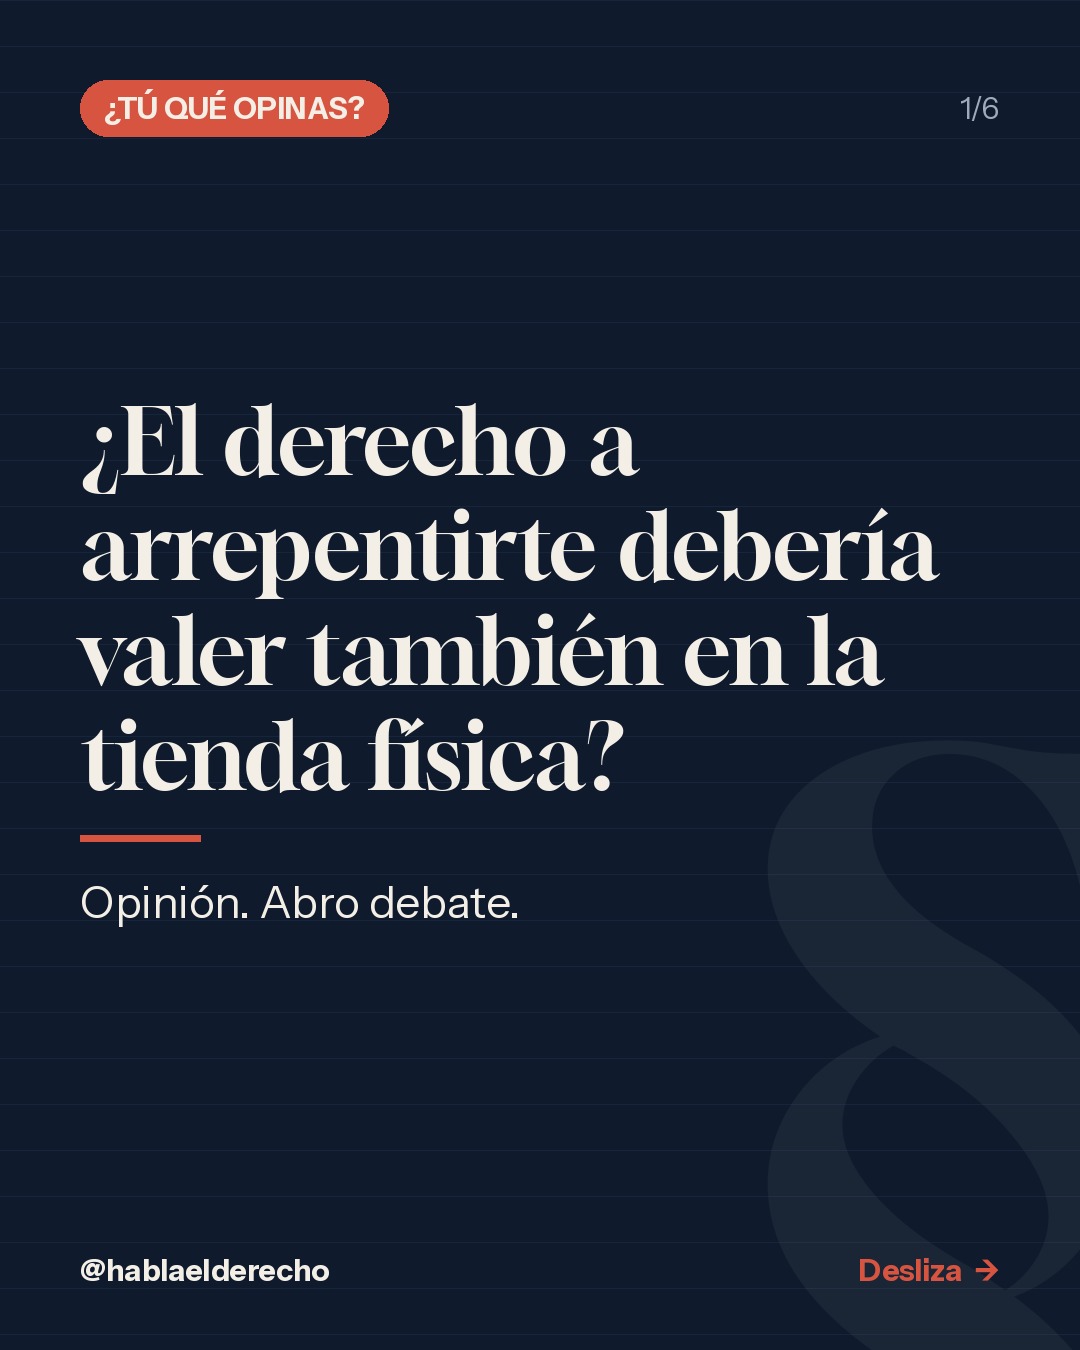 ¿TÚ QUÉ OPINAS?
1/6
¿El derecho a
arrepentirte debería
valer también en la
tienda física?
Opinión. Abro debate.
@hablaelderecho
Desliza →
§